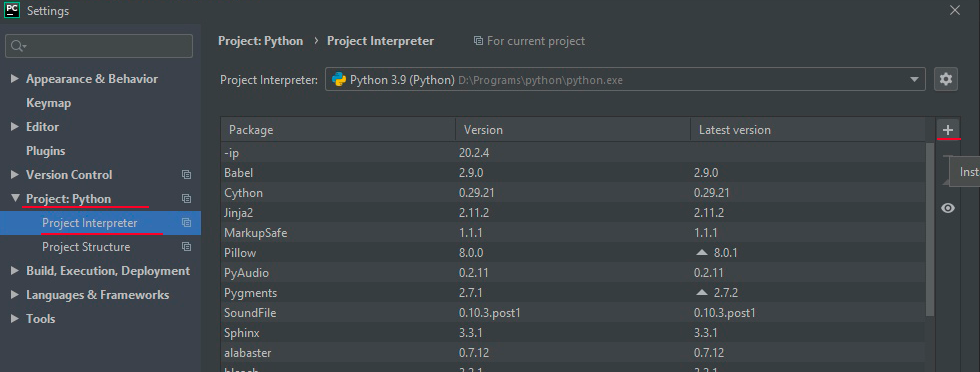 PC Settings
Project: Python › Project Interpreter For current project
Project Interpreter: Python 3.9 (Python) D:\Programs\python\python.exe
Appearance & Behavior
Keymap
Editor
Plugins
Version Control
Project: Python
Project Interpreter
Project Structure
Build, Execution, Deployment
Languages & Frameworks
Tools
Package Version Latest version
-ip 20.2.4
Babel 2.9.0 2.9.0
Cython 0.29.21 0.29.21
Jinja2 2.11.2 2.11.2
MarkupSafe 1.1.1 1.1.1
Pillow 8.0.0 8.0.1
PyAudio 0.2.11 0.2.11
Pygments 2.7.1 2.7.2
SoundFile 0.10.3.post1 0.10.3.post1
Sphinx 3.3.1 3.3.1
alabaster 0.7.12 0.7.12
Inst